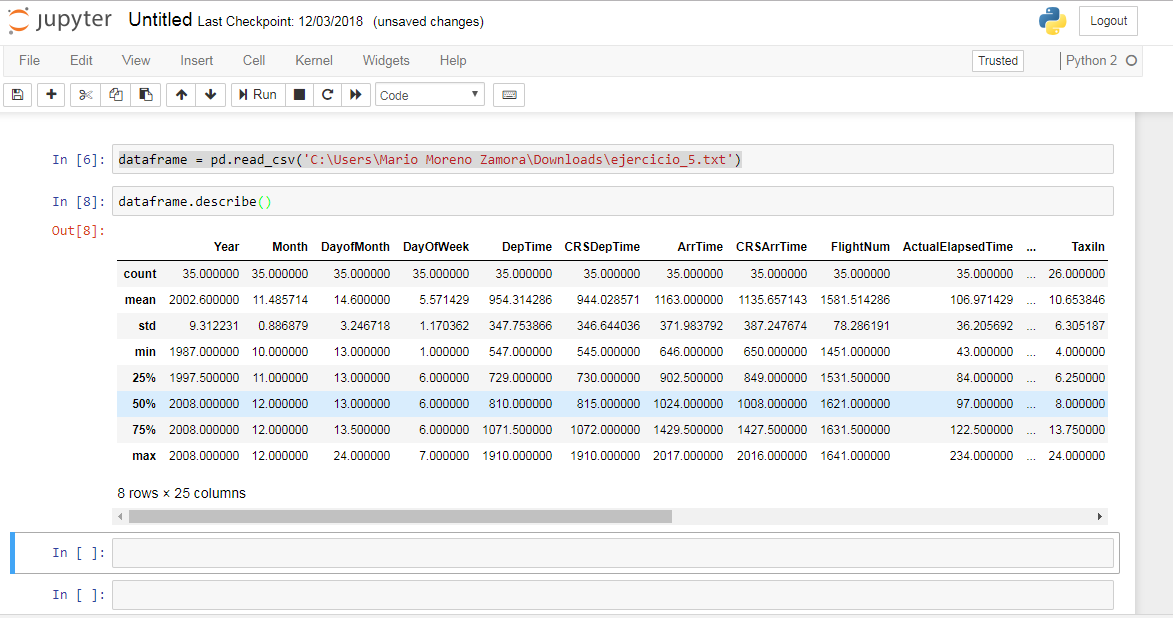 jupyter Untitled Last Checkpoint: 12/03/2018 (unsaved changes) Logout
File Edit View Insert Cell Kernel Widgets Help Trusted Python 2
Run Code
In [6]: dataframe = pd.read_csv('C:\Users\Mario Moreno Zamora\Downloads\ejercicio_5.txt')
In [8]: dataframe.describe()
Out[8]:
Year Month DayofMonth DayOfWeek DepTime CRSDepTime ArrTime CRSArrTime FlightNum ActualElapsedTime ... TaxiIn
count 35.000000 35.000000 35.000000 35.000000 35.000000 35.000000 35.000000 35.000000 35.000000 35.000000 ... 26.000000
mean 2002.600000 11.485714 14.600000 5.571429 954.314286 944.028571 1163.000000 1135.657143 1581.514286 106.971429 ... 10.653846
std 9.312231 0.886879 3.246718 1.170362 347.753866 346.644036 371.983792 387.247674 78.286191 36.205692 ... 6.305187
min 1987.000000 10.000000 13.000000 1.000000 547.000000 545.000000 646.000000 650.000000 1451.000000 43.000000 ... 4.000000
25% 1997.500000 11.000000 13.000000 6.000000 729.000000 730.000000 902.500000 849.000000 1531.500000 84.000000 ... 6.250000
50% 2008.000000 12.000000 13.000000 6.000000 810.000000 815.000000 1024.000000 1008.000000 1621.000000 97.000000 ... 8.000000
75% 2008.000000 12.000000 13.500000 6.000000 1071.500000 1072.000000 1429.500000 1427.500000 1631.500000 122.500000 ... 13.750000
max 2008.000000 12.000000 24.000000 7.000000 1910.000000 1910.000000 2017.000000 2016.000000 1641.000000 234.000000 ... 24.000000
8 rows × 25 columns
In [ ]:
In [ ]: